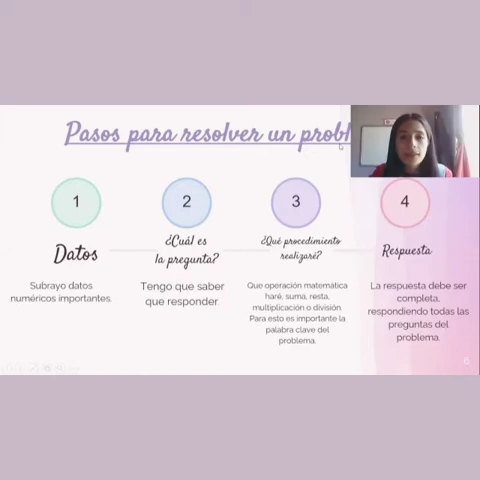 Pasos para resolver un
1
2
3
4
Datos
¿Cuál es
la pregunta?
¿Qué procedimiento
realizaré?
Respuesta
Subrayo datos
numéricos importantes.
Tengo que saber
que responder.
Que operación matemática
haré, suma, resta,
multiplicación o división.
Para esto es importante la
palabra clave del
problema.
La respuesta debe ser
completa,
respondiendo todas las
preguntas del
problema.
6